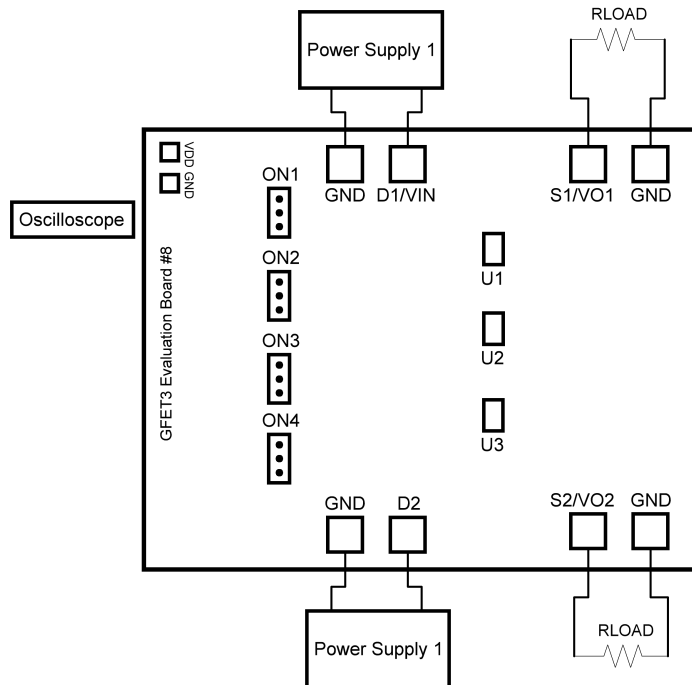 RLOAD
Power Supply 1
VDD
GND
ON1
GND
D1/VIN
S1/VO1
GND
Oscilloscope
GFET3 Evaluation Board #8
ON2
U1
ON3
U2
ON4
U3
GND
D2
S2/VO2
GND
Power Supply 1
RLOAD